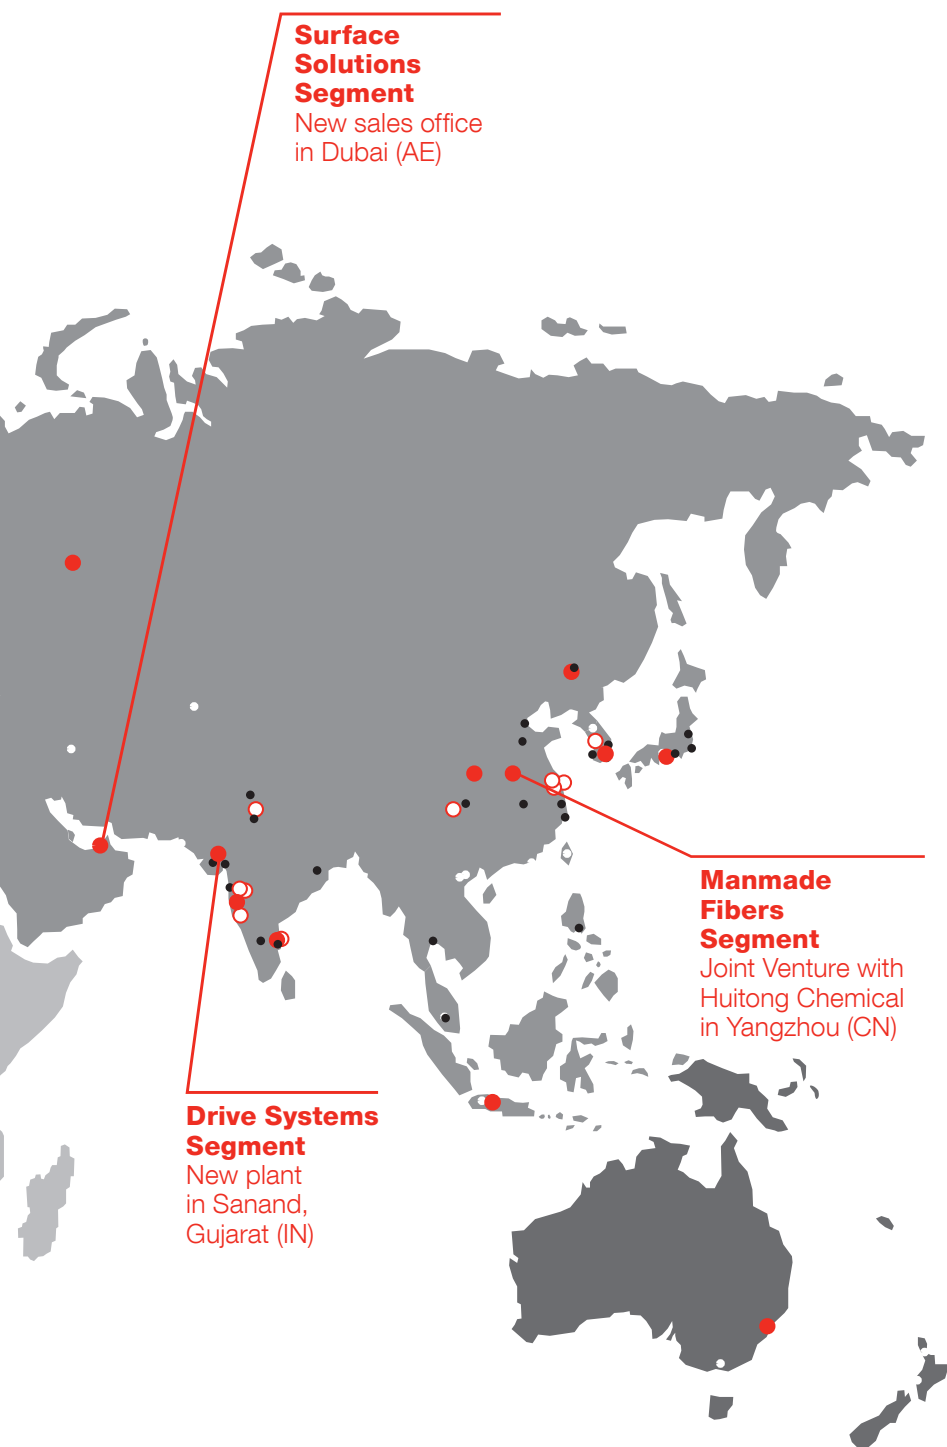 Surface
Solutions
Segment
New sales office
in Dubai (AE)
Manmade
Fibers
Segment
Joint Venture with
Huitong Chemical
in Yangzhou (CN)
Drive Systems
Segment
New plant
in Sanand,
Gujarat (IN)